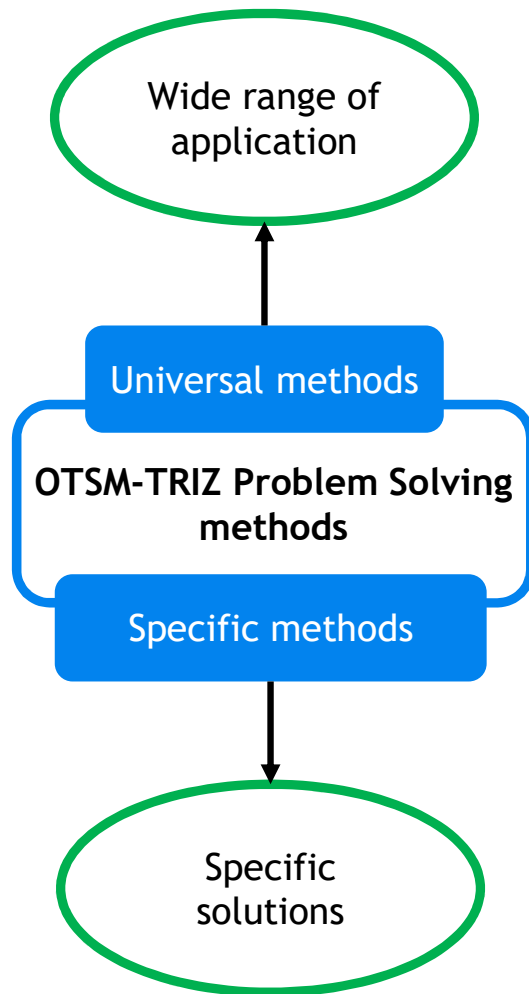 Wide range of
application
Universal methods
OTSM-TRIZ Problem Solving
methods
Specific methods
Specific
solutions